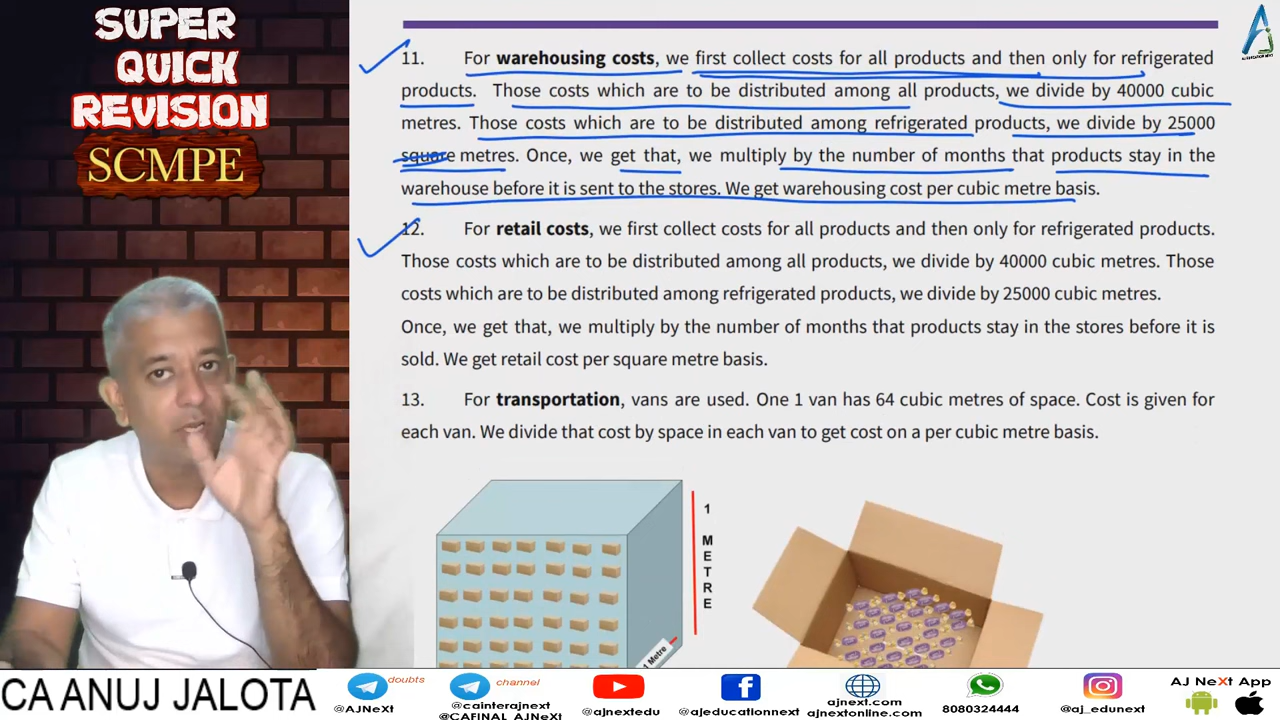 SUPER
QUICK
REVISION
SCMPE
11. For warehousing costs, we first collect costs for all products and then only for refrigerated
products. Those costs which are to be distributed among all products, we divide by 40000 cubic
metres. Those costs which are to be distributed among refrigerated products, we divide by 25000
square metres. Once, we get that, we multiply by the number of months that products stay in the
warehouse before it is sent to the stores. We get warehousing cost per cubic metre basis.
12. For retail costs, we first collect costs for all products and then only for refrigerated products.
Those costs which are to be distributed among all products, we divide by 40000 cubic metres. Those
costs which are to be distributed among refrigerated products, we divide by 25000 cubic metres.
Once, we get that, we multiply by the number of months that products stay in the stores before it is
sold. We get retail cost per square metre basis.
13. For transportation, vans are used. One 1 van has 64 cubic metres of space. Cost is given for
each van. We divide that cost by space in each van to get cost on a per cubic metre basis.
1 METRE
1 Metre
CA ANUJ JALOTA
doubts
@AJNeXt
channel
@cainterajnext
@CAFINAL_AJNeXt
@ajnextedu
@ajeducationnext
ajnext.com
ajnextonline.com
8080324444
@aj_edunext
AJ NeXt App